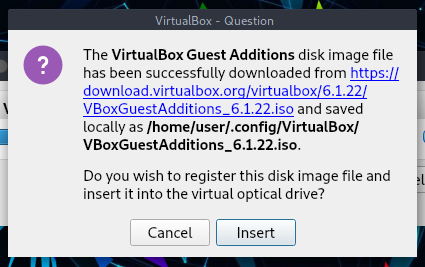 VirtualBox - Question
The VirtualBox Guest Additions disk image file
has been successfully downloaded from https://
download.virtualbox.org/virtualbox/6.1.22/
VBoxGuestAdditions_6.1.22.iso and saved
locally as /home/user/.config/VirtualBox/
VBoxGuestAdditions_6.1.22.iso.
Do you wish to register this disk image file and
insert it into the virtual optical drive?
Cancel
Insert